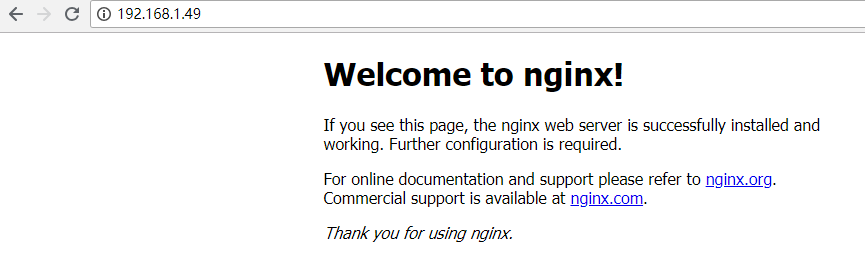 192.168.1.49
Welcome to nginx!
If you see this page, the nginx web server is successfully installed and
working. Further configuration is required.
For online documentation and support please refer to nginx.org.
Commercial support is available at nginx.com.
Thank you for using nginx.